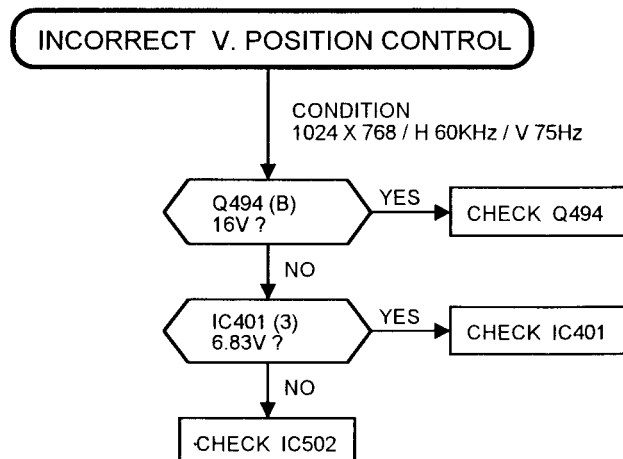 INCORRECT V. POSITION CONTROL
CONDITION
1024 X 768 / H 60KHz / V 75Hz
Q494 (B)
16V ?
YES
CHECK Q494
NO
IC401 (3)
6.83V ?
YES
CHECK IC401
NO
CHECK IC502